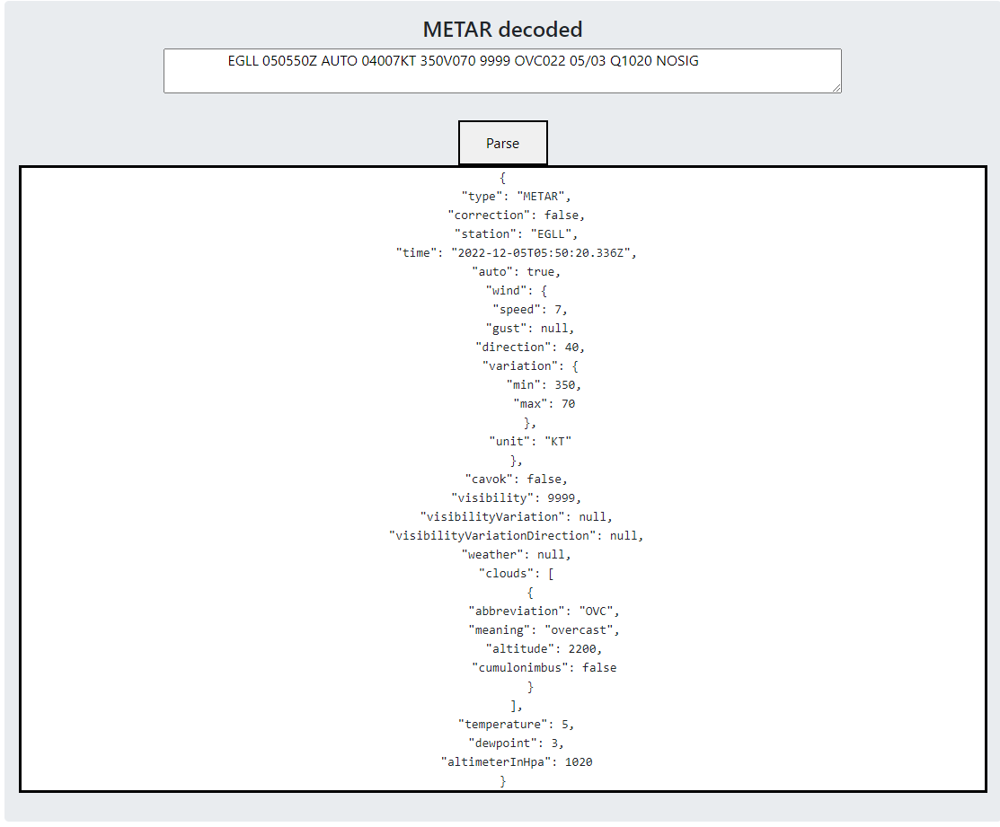 METAR decoded
EGLL 050550Z AUTO 04007KT 350V070 9999 OVC022 05/03 Q1020 NOSIG
Parse
{
"type": "METAR",
"correction": false,
"station": "EGLL",
"time": "2022-12-05T05:50:20.336Z",
"auto": true,
"wind": {
"speed": 7,
"gust": null,
"direction": 40,
"variation": {
"min": 350,
"max": 70
},
"unit": "KT"
},
"cavok": false,
"visibility": 9999,
"visibilityVariation": null,
"visibilityVariationDirection": null,
"weather": null,
"clouds": [
{
"abbreviation": "OVC",
"meaning": "overcast",
"altitude": 2200,
"cumulonimbus": false
}
],
"temperature": 5,
"dewpoint": 3,
"altimeterInHpa": 1020
}